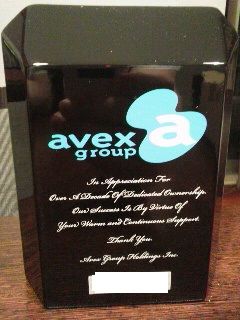 avex
group
a
In Appreciation For
Over A Decade Of Dedicated Ownership.
Our Success Is By Virtue Of
Your Warm and Continuous Support.
Thank You.
Avex Group Holdings Inc.